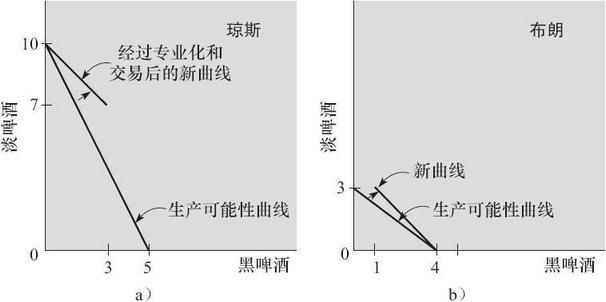 琼斯
10
经过专业化和
交易后的新曲线
7
淡啤酒
生产可能性曲线
0
3
5
黑啤酒
a）
布朗
淡啤酒
新曲线
3
生产可能性曲线
0
1
4
黑啤酒
b）